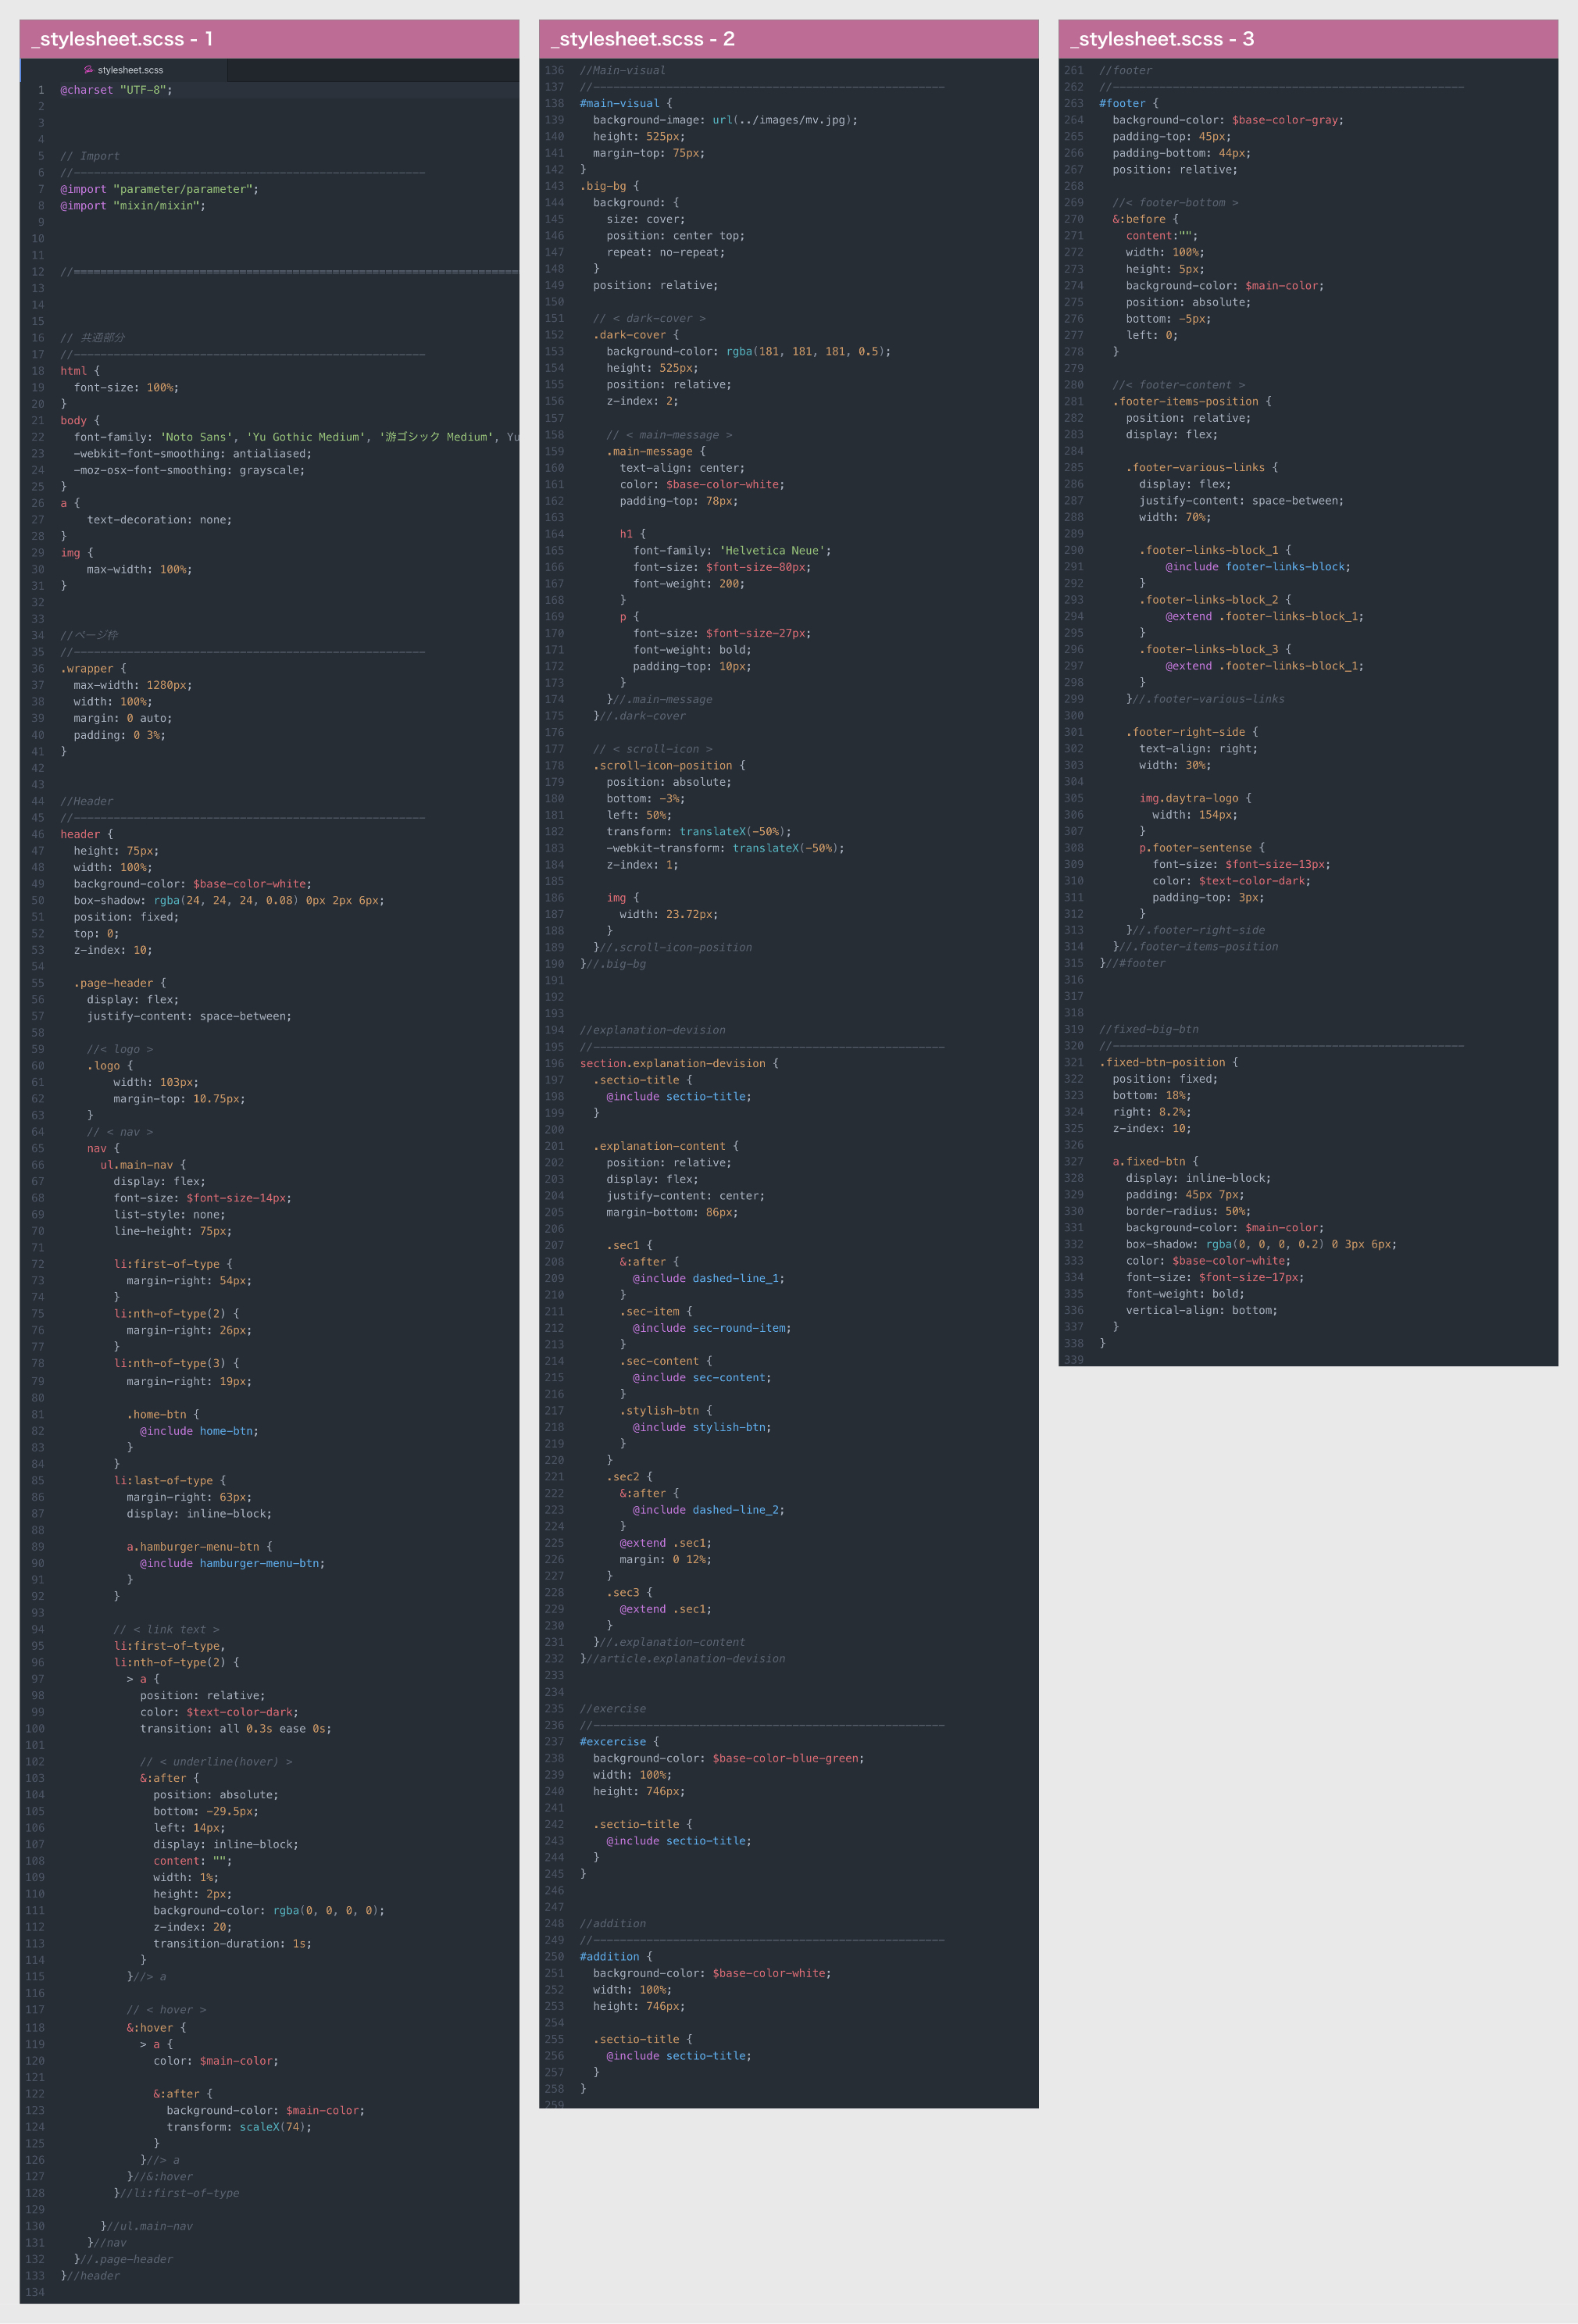 _stylesheet.scss - 1
stylesheet.scss
1 @charset "UTF-8";
2
3
4
5 // Import
6 //-----------------------------------------------------
7 @import "parameter/parameter";
8 @import "mixin/mixin";
9
10
11
12 //====================================================================
13
14
15
16 // 共通部分
17 //-----------------------------------------------------
18 html {
19 font-size: 100%;
20 }
21 body {
22 font-family: 'Noto Sans', 'Yu Gothic Medium', '游ゴシック Medium', Yu
23 -webkit-font-smoothing: antialiased;
24 -moz-osx-font-smoothing: grayscale;
25 }
26 a {
27 text-decoration: none;
28 }
29 img {
30 max-width: 100%;
31 }
32
33
34 //ページ枠
35 //-----------------------------------------------------
36 .wrapper {
37 max-width: 1280px;
38 width: 100%;
39 margin: 0 auto;
40 padding: 0 3%;
41 }
42
43
44 //Header
45 //-----------------------------------------------------
46 header {
47 height: 75px;
48 width: 100%;
49 background-color: $base-color-white;
50 box-shadow: rgba(24, 24, 24, 0.08) 0px 2px 6px;
51 position: fixed;
52 top: 0;
53 z-index: 10;
54
55 .page-header {
56 display: flex;
57 justify-content: space-between;
58
59 //< logo >
60 .logo {
61 width: 103px;
62 margin-top: 10.75px;
63 }
64 // < nav >
65 nav {
66 ul.main-nav {
67 display: flex;
68 font-size: $font-size-14px;
69 list-style: none;
70 line-height: 75px;
71
72 li:first-of-type {
73 margin-right: 54px;
74 }
75 li:nth-of-type(2) {
76 margin-right: 26px;
77 }
78 li:nth-of-type(3) {
79 margin-right: 19px;
80
81 .home-btn {
82 @include home-btn;
83 }
84 }
85 li:last-of-type {
86 margin-right: 63px;
87 display: inline-block;
88
89 a.hamburger-menu-btn {
90 @include hamburger-menu-btn;
91 }
92 }
93
94 // < link text >
95 li:first-of-type,
96 li:nth-of-type(2) {
97 > a {
98 position: relative;
99 color: $text-color-dark;
100 transition: all 0.3s ease 0s;
101
102 // < underline(hover) >
103 &:after {
104 position: absolute;
105 bottom: -29.5px;
106 left: 14px;
107 display: inline-block;
108 content: "";
109 width: 1%;
110 height: 2px;
111 background-color: rgba(0, 0, 0, 0);
112 z-index: 20;
113 transition-duration: 1s;
114 }
115 }//> a
116
117 // < hover >
118 &:hover {
119 > a {
120 color: $main-color;
121
122 &:after {
123 background-color: $main-color;
124 transform: scaleX(74);
125 }
126 }//> a
127 }//&:hover
128 }//li:first-of-type
129
130 }//ul.main-nav
131 }//nav
132 }//.page-header
133 }//header
134
_stylesheet.scss - 2
136 //Main-visual
137 //-----------------------------------------------------
138 #main-visual {
139 background-image: url(../images/mv.jpg);
140 height: 525px;
141 margin-top: 75px;
142 }
143 .big-bg {
144 background: {
145 size: cover;
146 position: center top;
147 repeat: no-repeat;
148 }
149 position: relative;
150
151 // < dark-cover >
152 .dark-cover {
153 background-color: rgba(181, 181, 181, 0.5);
154 height: 525px;
155 position: relative;
156 z-index: 2;
157
158 // < main-message >
159 .main-message {
160 text-align: center;
161 color: $base-color-white;
162 padding-top: 78px;
163
164 h1 {
165 font-family: 'Helvetica Neue';
166 font-size: $font-size-80px;
167 font-weight: 200;
168 }
169 p {
170 font-size: $font-size-27px;
171 font-weight: bold;
172 padding-top: 10px;
173 }
174 }//.main-message
175 }//.dark-cover
176
177 // < scroll-icon >
178 .scroll-icon-position {
179 position: absolute;
180 bottom: -3%;
181 left: 50%;
182 transform: translateX(-50%);
183 -webkit-transform: translateX(-50%);
184 z-index: 1;
185
186 img {
187 width: 23.72px;
188 }
189 }//.scroll-icon-position
190 }//.big-bg
191
192
193
194 //explanation-devision
195 //-----------------------------------------------------
196 section.explanation-devision {
197 .sectio-title {
198 @include sectio-title;
199 }
200
201 .explanation-content {
202 position: relative;
203 display: flex;
204 justify-content: center;
205 margin-bottom: 86px;
206
207 .sec1 {
208 &:after {
209 @include dashed-line_1;
210 }
211 .sec-item {
212 @include sec-round-item;
213 }
214 .sec-content {
215 @include sec-content;
216 }
217 .stylish-btn {
218 @include stylish-btn;
219 }
220 }
221 .sec2 {
222 &:after {
223 @include dashed-line_2;
224 }
225 @extend .sec1;
226 margin: 0 12%;
227 }
228 .sec3 {
229 @extend .sec1;
230 }
231 }//.explanation-content
232 }//article.explanation-devision
233
234
235 //exercise
236 //-----------------------------------------------------
237 #excercise {
238 background-color: $base-color-blue-green;
239 width: 100%;
240 height: 746px;
241
242 .sectio-title {
243 @include sectio-title;
244 }
245 }
246
247
248 //addition
249 //-----------------------------------------------------
250 #addition {
251 background-color: $base-color-white;
252 width: 100%;
253 height: 746px;
254
255 .sectio-title {
256 @include sectio-title;
257 }
258 }
259
_stylesheet.scss - 3
261 //footer
262 //-----------------------------------------------------
263 #footer {
264 background-color: $base-color-gray;
265 padding-top: 45px;
266 padding-bottom: 44px;
267 position: relative;
268
269 //< footer-bottom >
270 &:before {
271 content:"";
272 width: 100%;
273 height: 5px;
274 background-color: $main-color;
275 position: absolute;
276 bottom: -5px;
277 left: 0;
278 }
279
280 //< footer-content >
281 .footer-items-position {
282 position: relative;
283 display: flex;
284
285 .footer-various-links {
286 display: flex;
287 justify-content: space-between;
288 width: 70%;
289
290 .footer-links-block_1 {
291 @include footer-links-block;
292 }
293 .footer-links-block_2 {
294 @extend .footer-links-block_1;
295 }
296 .footer-links-block_3 {
297 @extend .footer-links-block_1;
298 }
299 }//.footer-various-links
300
301 .footer-right-side {
302 text-align: right;
303 width: 30%;
304
305 img.daytra-logo {
306 width: 154px;
307 }
308 p.footer-sentense {
309 font-size: $font-size-13px;
310 color: $text-color-dark;
311 padding-top: 3px;
312 }
313 }//.footer-right-side
314 }//.footer-items-position
315 }//#footer
316
317
318
319 //fixed-big-btn
320 //-----------------------------------------------------
321 .fixed-btn-position {
322 position: fixed;
323 bottom: 18%;
324 right: 8.2%;
325 z-index: 10;
326
327 a.fixed-btn {
328 display: inline-block;
329 padding: 45px 7px;
330 border-radius: 50%;
331 background-color: $main-color;
332 box-shadow: rgba(0, 0, 0, 0.2) 0 3px 6px;
333 color: $base-color-white;
334 font-size: $font-size-17px;
335 font-weight: bold;
336 vertical-align: bottom;
337 }
338 }
339